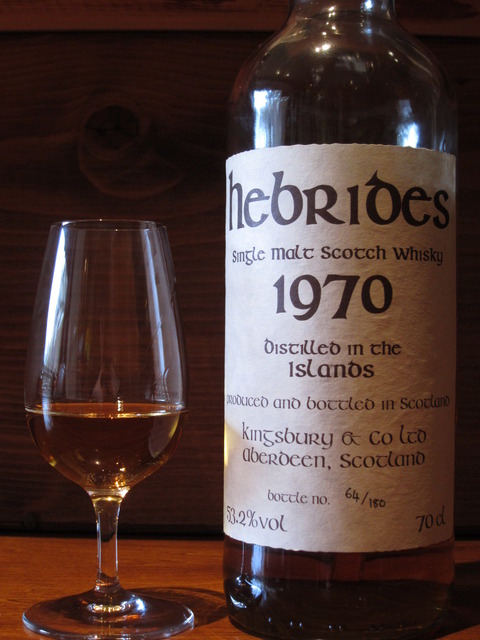 hebrides
Single Malt Scotch Whisky
1970
distilled in the
Islands
produced and bottled in Scotland
Kingsbury & Co Ltd
Aberdeen, Scotland
bottle no. 64/180
53.2% vol 70 cl